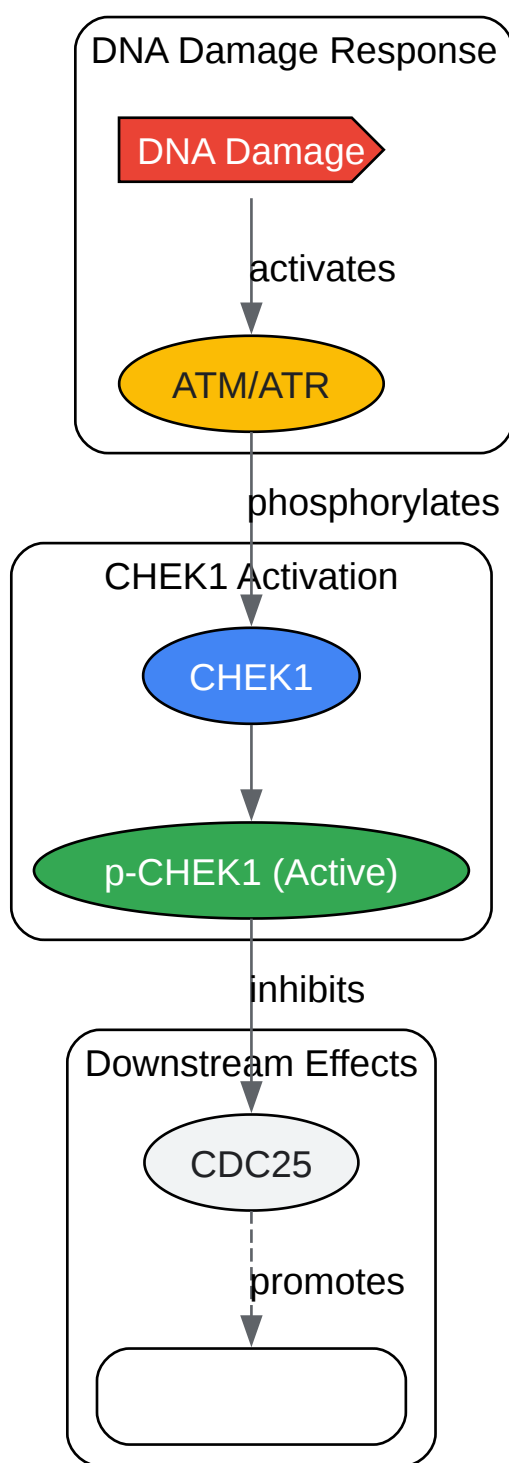 DNA Damage Response
DNA Damage
activates
ATM/ATR
phosphorylates
CHEK1 Activation
CHEK1
p-CHEK1 (Active)
inhibits
Downstream Effects
CDC25
promotes